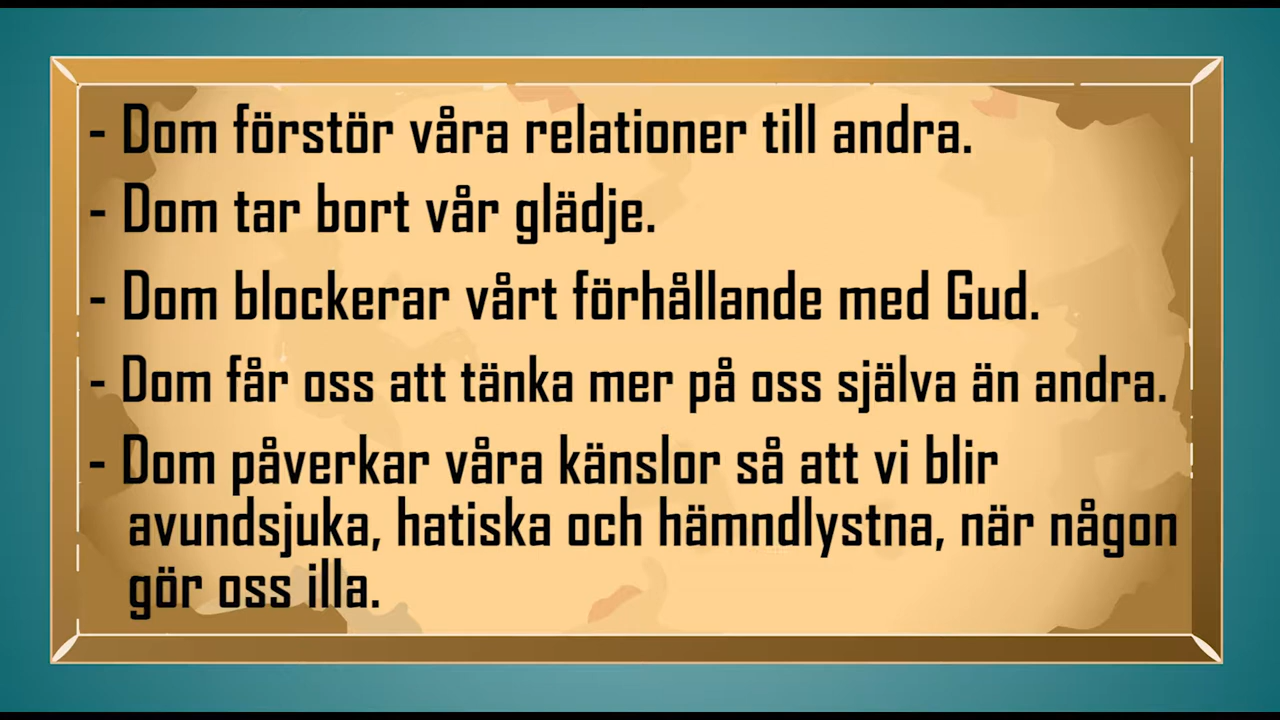 - Dom förstör våra relationer till andra.
- Dom tar bort vår glädje.
- Dom blockerar vårt förhållande med Gud.
- Dom får oss att tänka mer på oss själva än andra.
- Dom påverkar våra känslor så att vi blir
avundsjuka, hatiska och hämndlystna, när någon
gör oss illa.